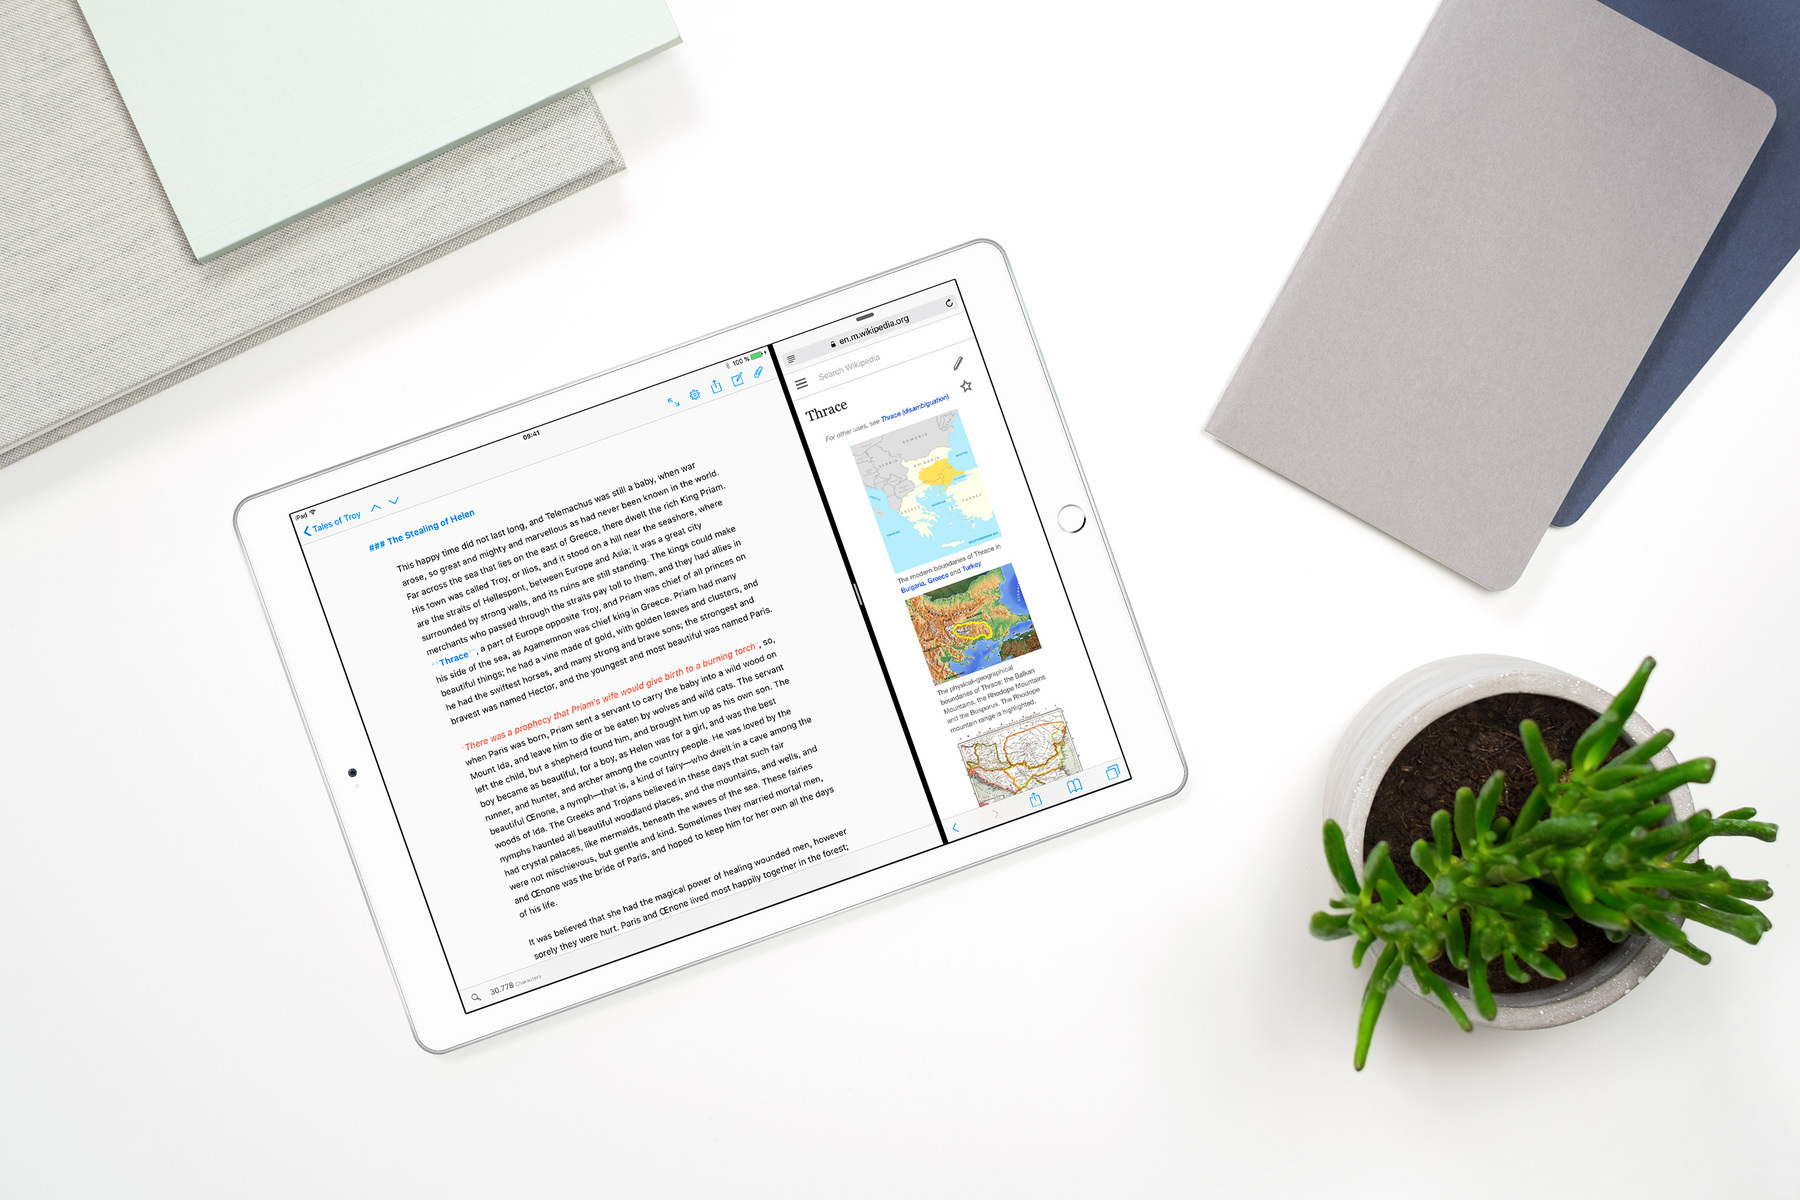 iPad
09:41
100 %
Tales of Troy
### The Stealing of Helen
This happy time did not last long, and Telemachus was still a baby, when war
arose, so great and mighty and marvellous as had never been known in the world.
Far across the sea that lies on the east of Greece, there dwelt the rich King Priam.
His town was called Troy, or Ilios, and it stood on a hill near the seashore, where
are the straits of Hellespont, between Europe and Asia; it was a great city
surrounded by strong walls, and its ruins are still standing. The kings could make
merchants who passed through the straits pay toll to them, and they had allies in
**Thrace**, a part of Europe opposite Troy, and Priam was chief of all princes on
his side of the sea, as Agamemnon was chief king in Greece. Priam had many
beautiful things; he had a vine made of gold, with golden leaves and clusters, and
he had the swiftest horses, and many strong and brave sons; the strongest and
bravest was named Hector, and the youngest and most beautiful was named Paris.
*There was a prophecy that Priam's wife would give birth to a burning torch*, so,
when Paris was born, Priam sent a servant to carry the baby into a wild wood on
Mount Ida, and leave him to die or be eaten by wolves and wild cats. The servant
left the child, but a shepherd found him, and brought him up as his own son. The
boy became as beautiful, for a boy, as Helen was for a girl, and was the best
runner, and hunter, and archer among the country people. He was loved by the
beautiful Œnone, a nymph—that is, a kind of fairy—who dwelt in a cave among the
woods of Ida. The Greeks and Trojans believed in these days that such fair
nymphs haunted all beautiful woodland places, and the mountains, and wells, and
had crystal palaces, like mermaids, beneath the waves of the sea. These fairies
were not mischievous, but gentle and kind. Sometimes they married mortal men,
and Œnone was the bride of Paris, and hoped to keep him for her own all the days
of his life.
It was believed that she had the magical power of healing wounded men, however
sorely they were hurt. Paris and Œnone lived most happily together in the forest;
30.778 Characters
en.m.wikipedia.org
Search Wikipedia
Thrace
For other uses, see Thrace (disambiguation).
ROMANIA
SERBIA
BULGARIA
GREECE
TURKEY
The modern boundaries of Thrace in
Bulgaria, Greece and Turkey
The physical–geographical
boundaries of Thrace: the Balkan
Mountains, the Rhodope Mountains
and the Bosporus. The Rhodope
mountain range is highlighted.